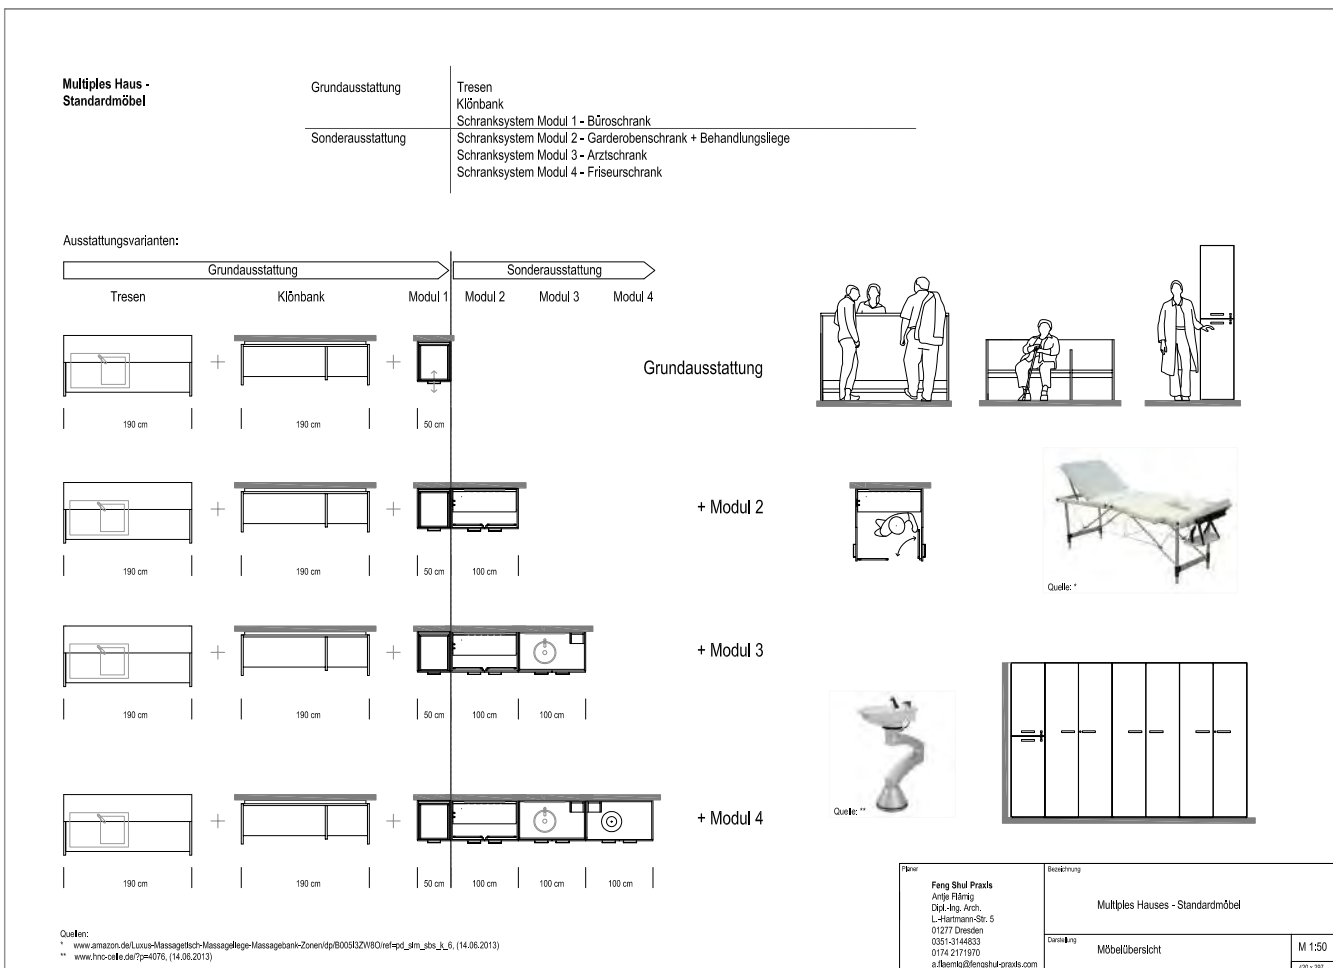 Multiples Haus -
Standardmöbel
Grundausstattung
Tresen
Klönbank
Schranksystem Modul 1 - Büroschrank
Sonderausstattung
Schranksystem Modul 2 - Garderobenschrank + Behandlungsliege
Schranksystem Modul 3 - Arztschrank
Schranksystem Modul 4 - Friseurschrank
Ausstattungsvarianten:
Grundausstattung Sonderausstattung
Tresen Klönbank Modul 1 Modul 2 Modul 3 Modul 4
Grundausstattung
190 cm 190 cm 50 cm
+ Modul 2
Quelle: *
190 cm 190 cm 50 cm 100 cm
+ Modul 3
190 cm 190 cm 50 cm 100 cm 100 cm
Quelle: **
+ Modul 4
190 cm 190 cm 50 cm 100 cm 100 cm 100 cm
Quellen:
* www.amazon.de/Luxus-Massagetisch-Massageliege-Massagebank-Zonen/dp/B005I3ZW8O/ref=pd_sim_sbs_k_6, (14.06.2013)
** www.hnc-celle.de/?p=4076, (14.06.2013)
Planer
Feng Shui Praxis
Antje Flämig
Dipl.-Ing. Arch.
L.-Hartmann-Str. 5
01277 Dresden
0351-3144833
0174 2171970
a.flaemig@fengshui-praxis.com
Bezeichnung
Multiples Hauses - Standardmöbel
Darstellung
Möbelübersicht
M 1:50